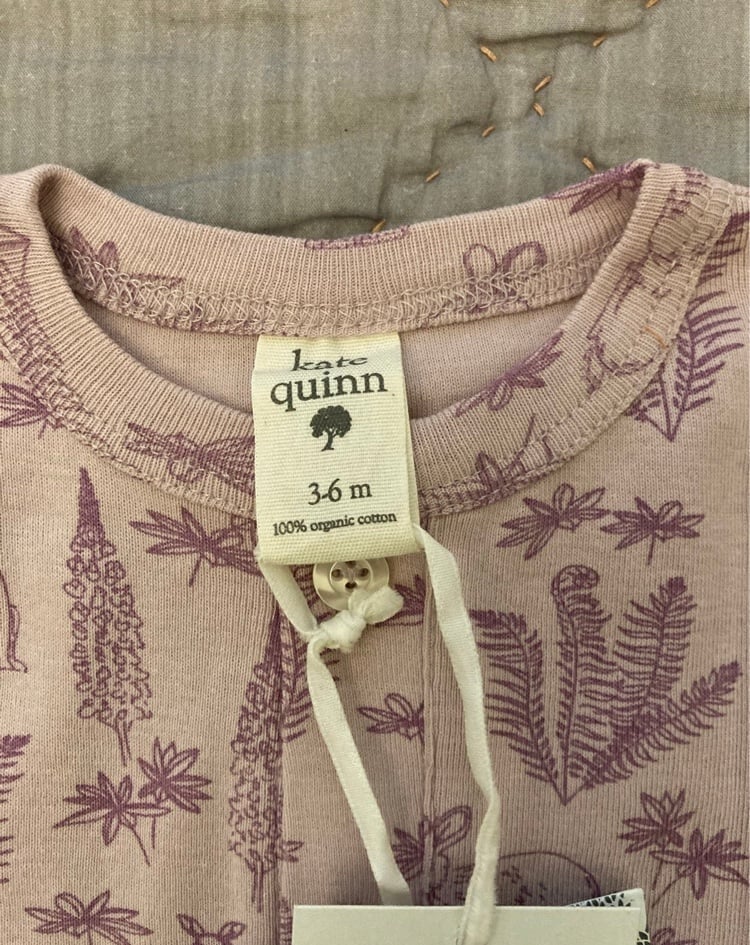 kate
quinn
3-6 m
100% organic cotton